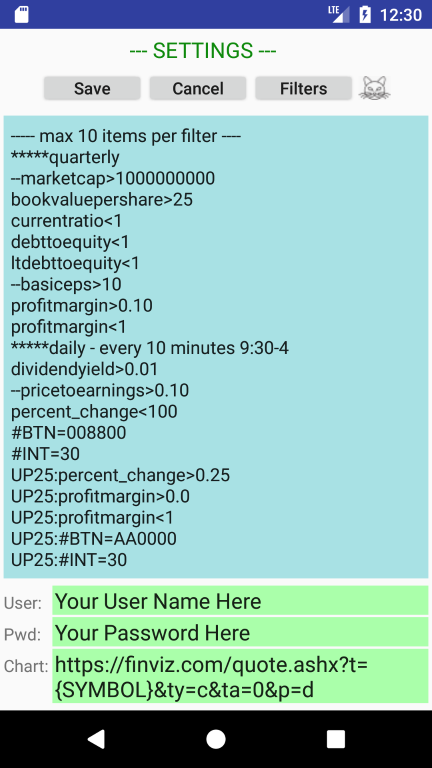 LTE 12:30
--- SETTINGS ---
Save Cancel Filters
----- max 10 items per filter ----
*****quarterly
--marketcap>1000000000
bookvaluepershare>25
currentratio<1
debttoequity<1
ltdebttoequity<1
--basiceps>10
profitmargin>0.10
profitmargin<1
*****daily - every 10 minutes 9:30-4
dividendyield>0.01
--pricetoearnings>0.10
percent_change<100
#BTN=008800
#INT=30
UP25:percent_change>0.25
UP25:profitmargin>0.0
UP25:profitmargin<1
UP25:#BTN=AA0000
UP25:#INT=30
User: Your User Name Here
Pwd: Your Password Here
Chart: https://finviz.com/quote.ashx?t=
{SYMBOL}&ty=c&ta=0&p=d